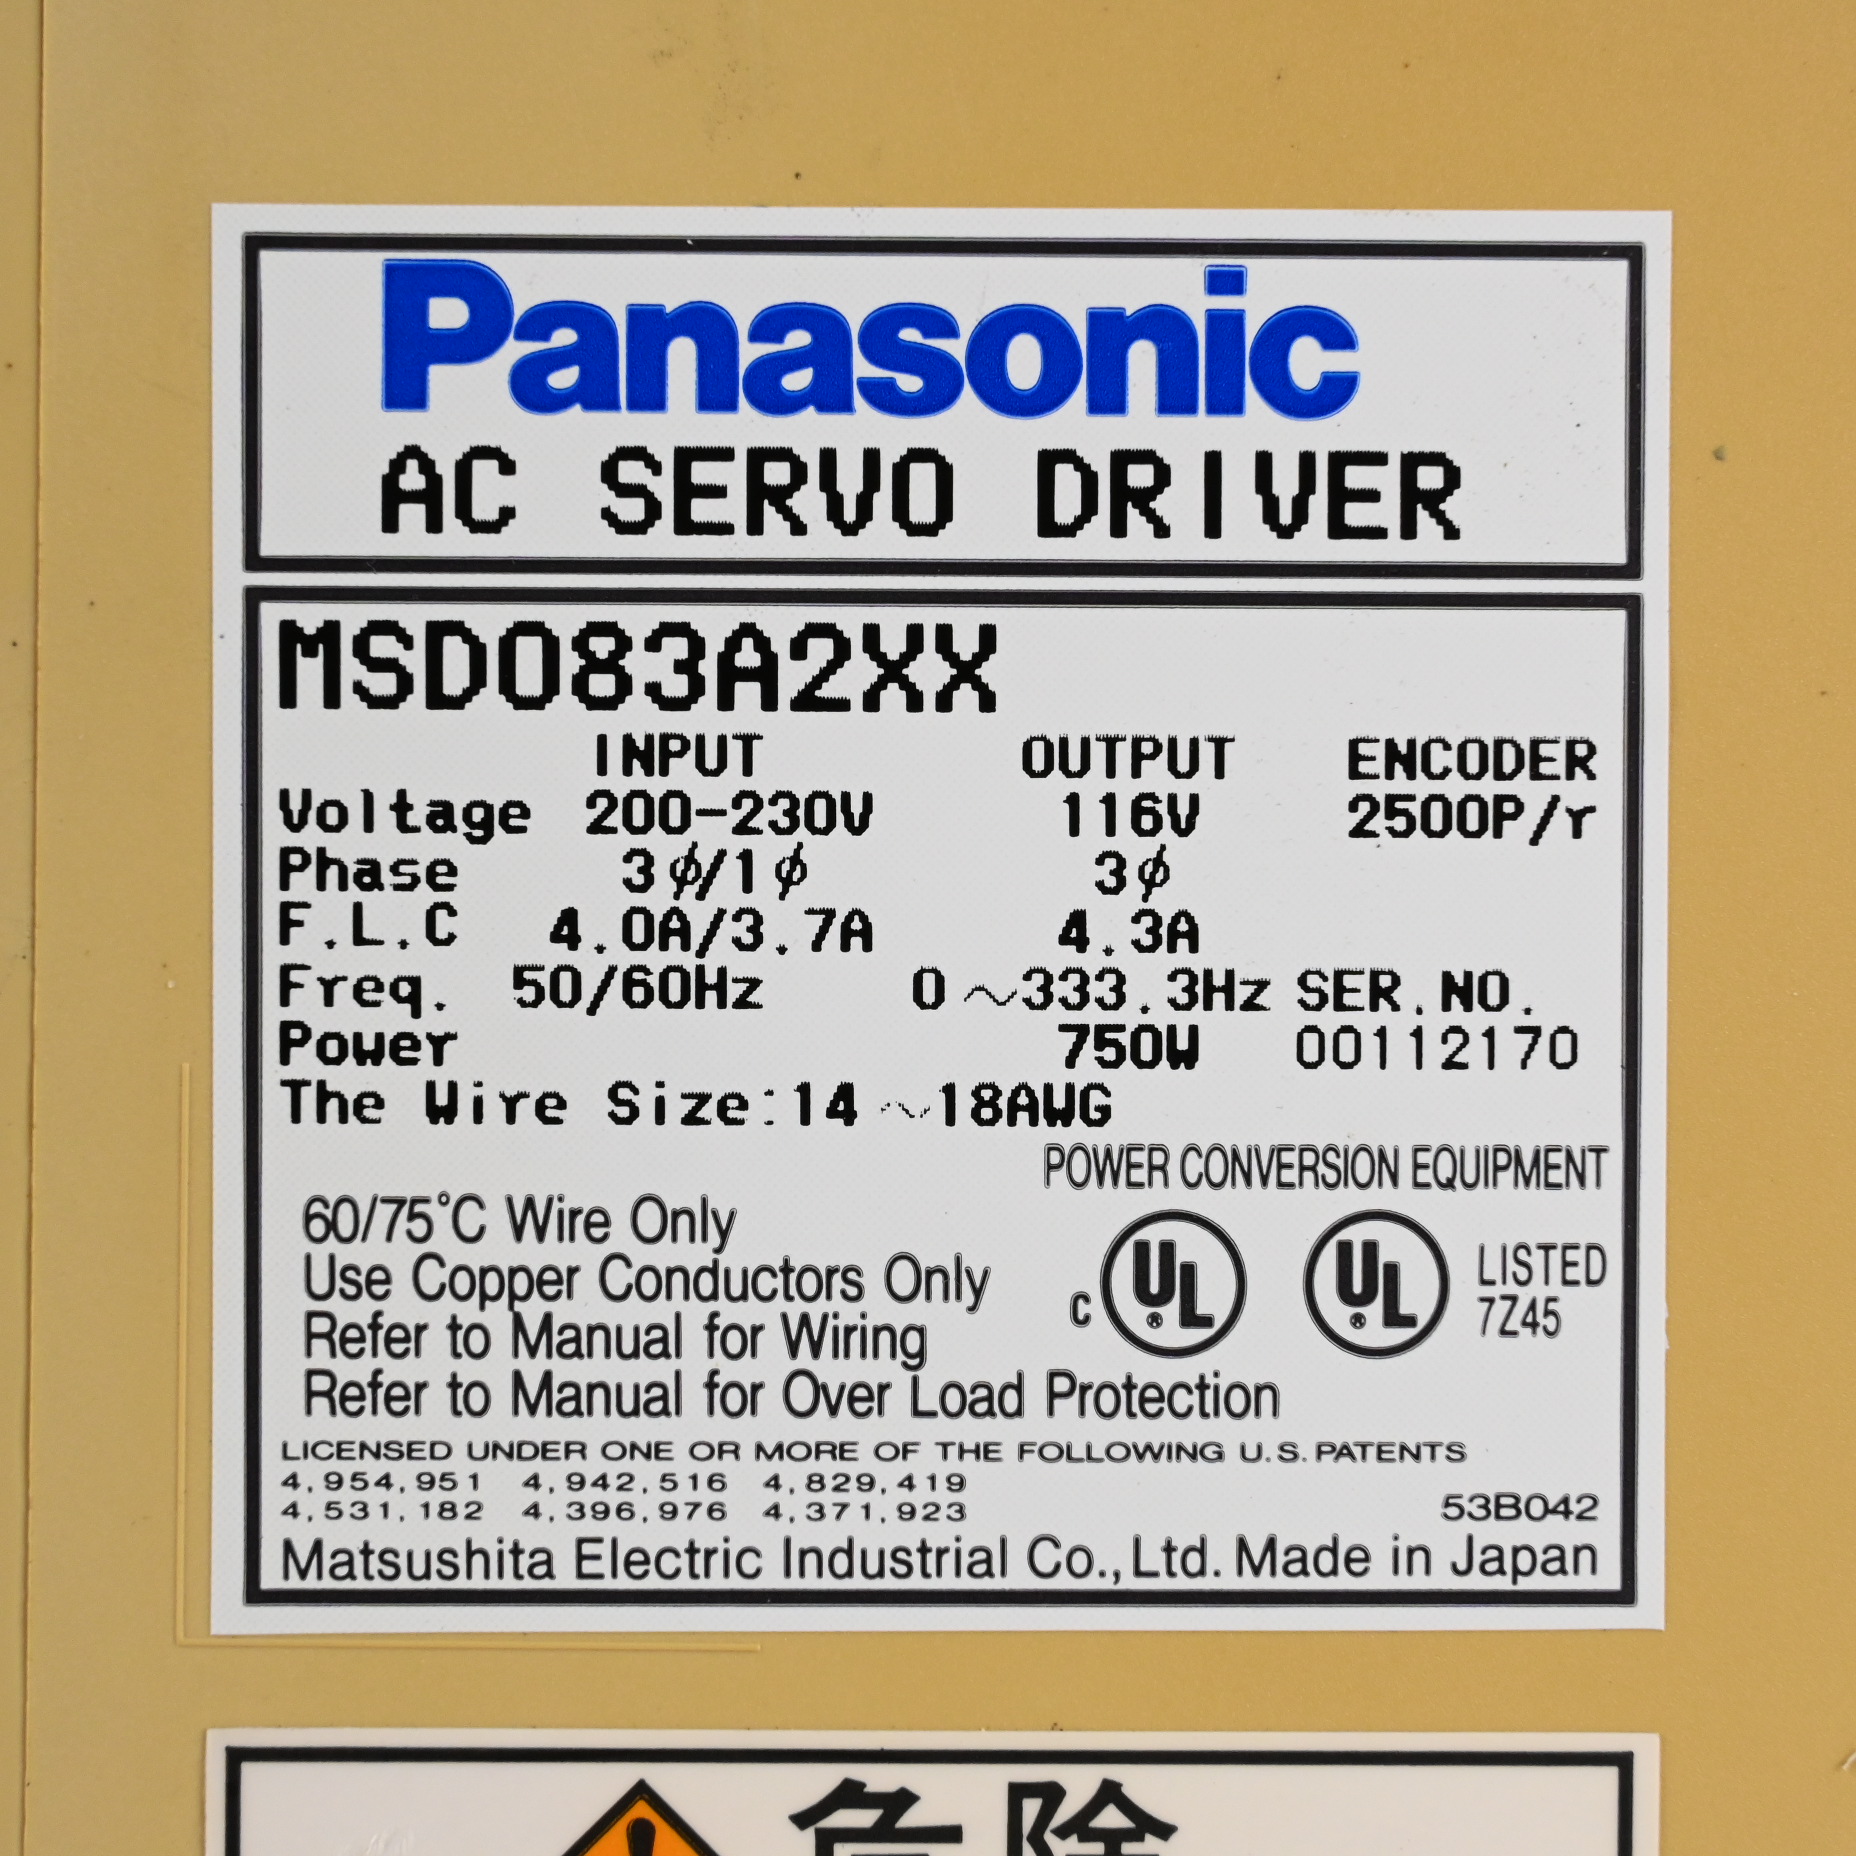 Panasonic
AC SERVO DRIVER
MSD083A2XX
INPUT OUTPUT ENCODER
Voltage 200-230V 116V 2500P/r
Phase 3φ/1φ 3φ
F.L.C 4.0A/3.7A 4.3A
Freq. 50/60Hz 0~333.3Hz SER.NO.
Power 750W 00112170
The Wire Size:14~18AWG
POWER CONVERSION EQUIPMENT
60/75°C Wire Only
Use Copper Conductors Only
Refer to Manual for Wiring
Refer to Manual for Over Load Protection
C UL® UL® LISTED
7Z45
LICENSED UNDER ONE OR MORE OF THE FOLLOWING U.S.PATENTS
4,954,951 4,942,516 4,829,419
4,531,182 4,396,976 4,371,923
53B042
Matsushita Electric Industrial Co.,Ltd. Made in Japan